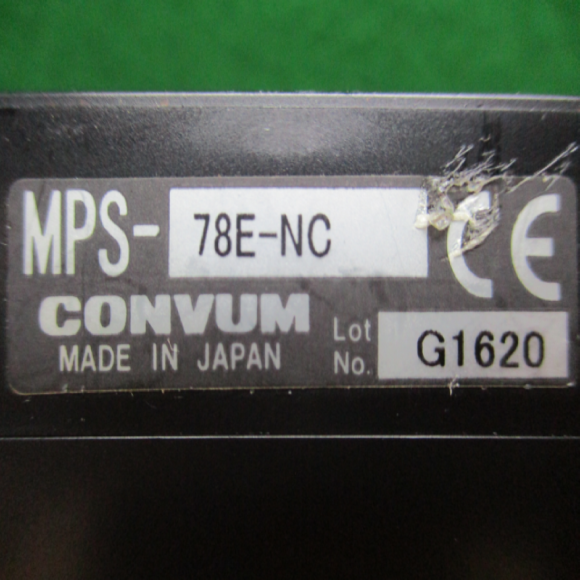 MPS- 78E-NC CE
CONVUM
MADE IN JAPAN
Lot No. G1620